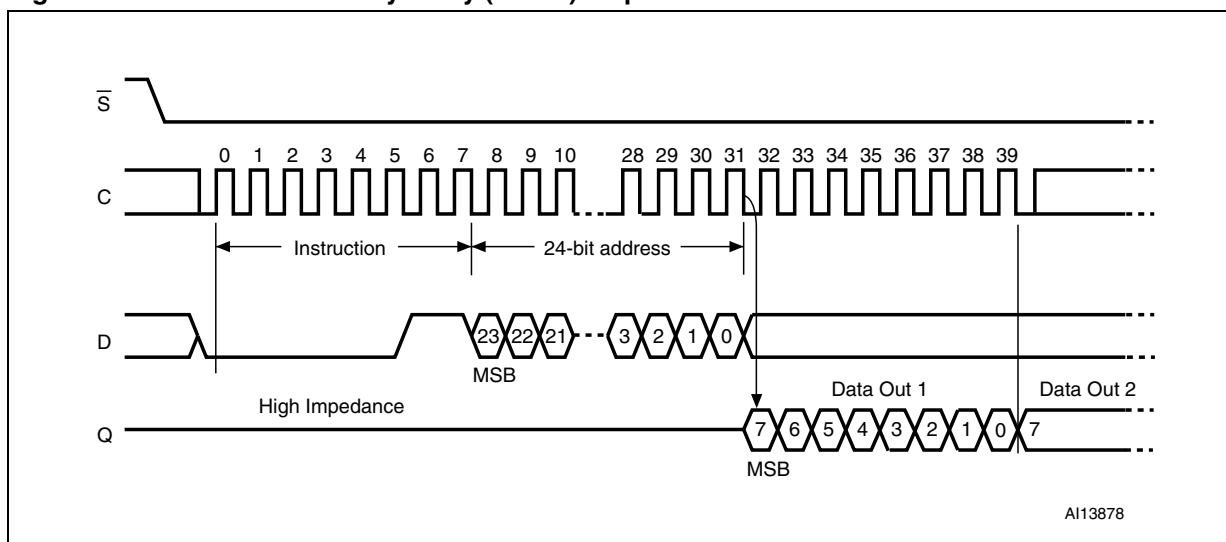 S
0 1 2 3 4 5 6 7 8 9 10 28 29 30 31 32 33 34 35 36 37 38 39
C
Instruction 24-bit address
D 23 22 21 3 2 1 0
MSB
High Impedance Data Out 1 Data Out 2
Q 7 6 5 4 3 2 1 0 7
MSB
AI13878